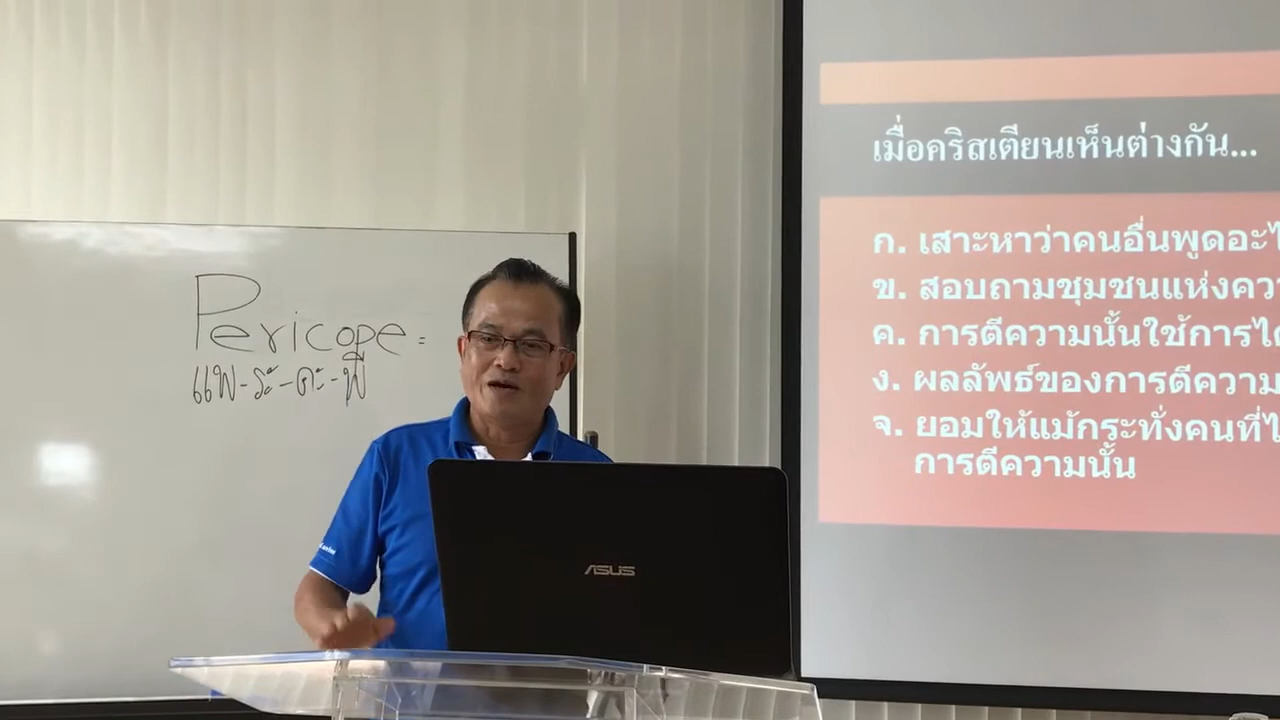 Pericope =
แพ-ระ-คะ-พี
เมื่อคริสเตียนเห็นต่างกัน...
ก. เสาะหาว่าคนอื่นพูดอะไ
ข. สอบถามชุมชนแห่งคว
ค. การตีความนั้นใช้การได
ง. ผลลัพธ์ของการตีความ
จ. ยอมให้แม้กระทั่งคนที่ไ
การตีความนั้น
ASUS